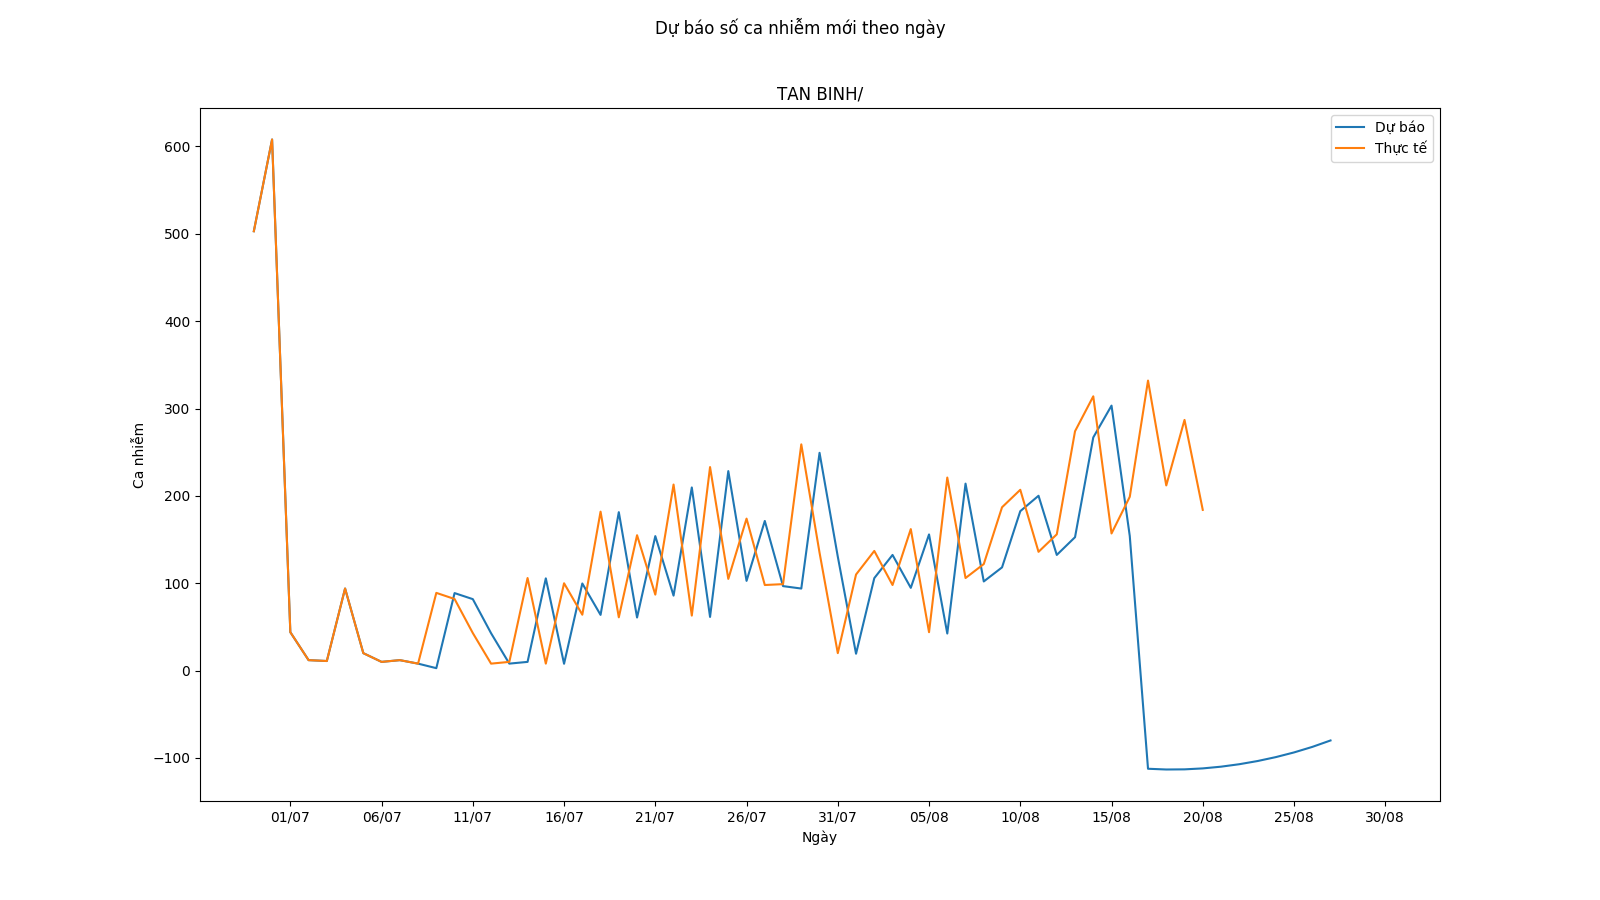 Dự báo số ca nhiễm mới theo ngày
TAN BINH/
Dự báo
Thực tế
600
500
400
300
200
100
0
−100
Ca nhiễm
01/07 06/07 11/07 16/07 21/07 26/07 31/07 05/08 10/08 15/08 20/08 25/08 30/08
Ngày